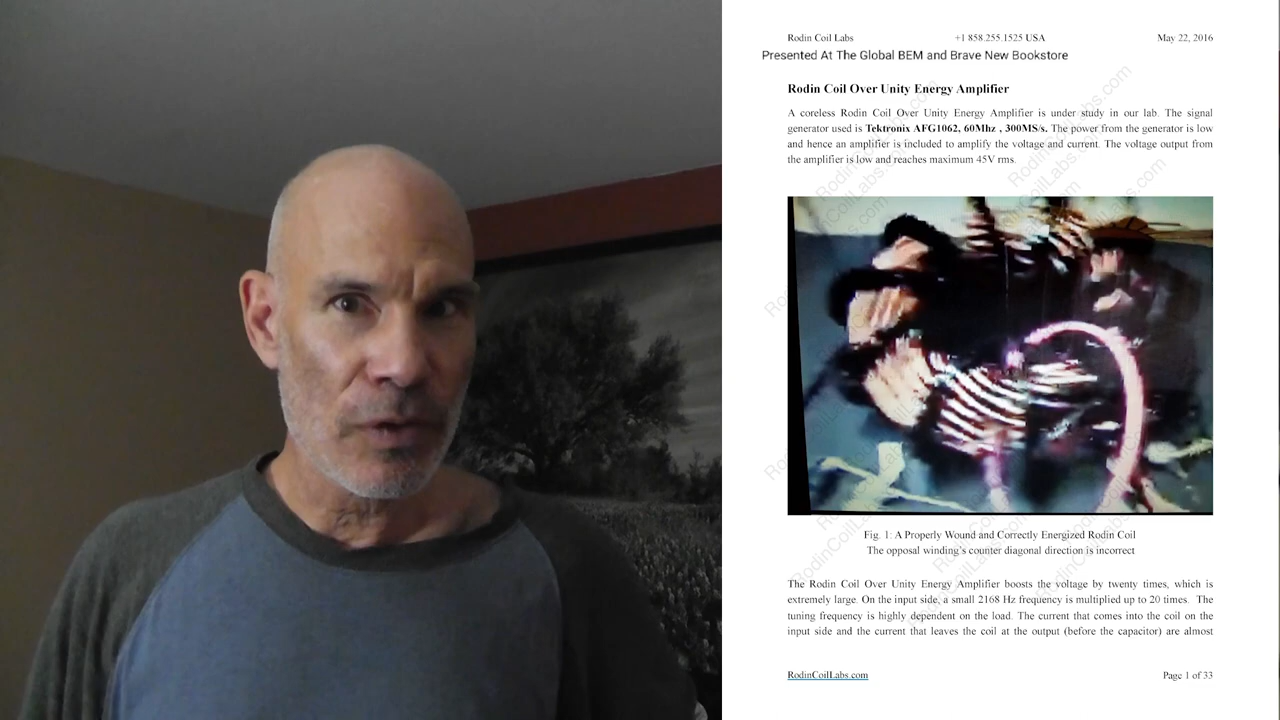 Rodin Coil Labs +1 858.255.1525 USA May 22, 2016
Presented At The Global BEM and Brave New Bookstore
Rodin Coil Over Unity Energy Amplifier
A coreless Rodin Coil Over Unity Energy Amplifier is under study in our lab. The signal
generator used is Tektronix AFG1062, 60Mhz , 300MS/s. The power from the generator is low
and hence an amplifier is included to amplify the voltage and current. The voltage output from
the amplifier is low and reaches maximum 45V rms.
Fig. 1: A Properly Wound and Correctly Energized Rodin Coil
The opposal winding's counter diagonal direction is incorrect
The Rodin Coil Over Unity Energy Amplifier boosts the voltage by twenty times, which is
extremely large. On the input side, a small 2168 Hz frequency is multiplied up to 20 times. The
tuning frequency is highly dependent on the load. The current that comes into the coil on the
input side and the current that leaves the coil at the output (before the capacitor) are almost
RodinCoilLabs.com Page 1 of 33
RodinCoilLabs.com